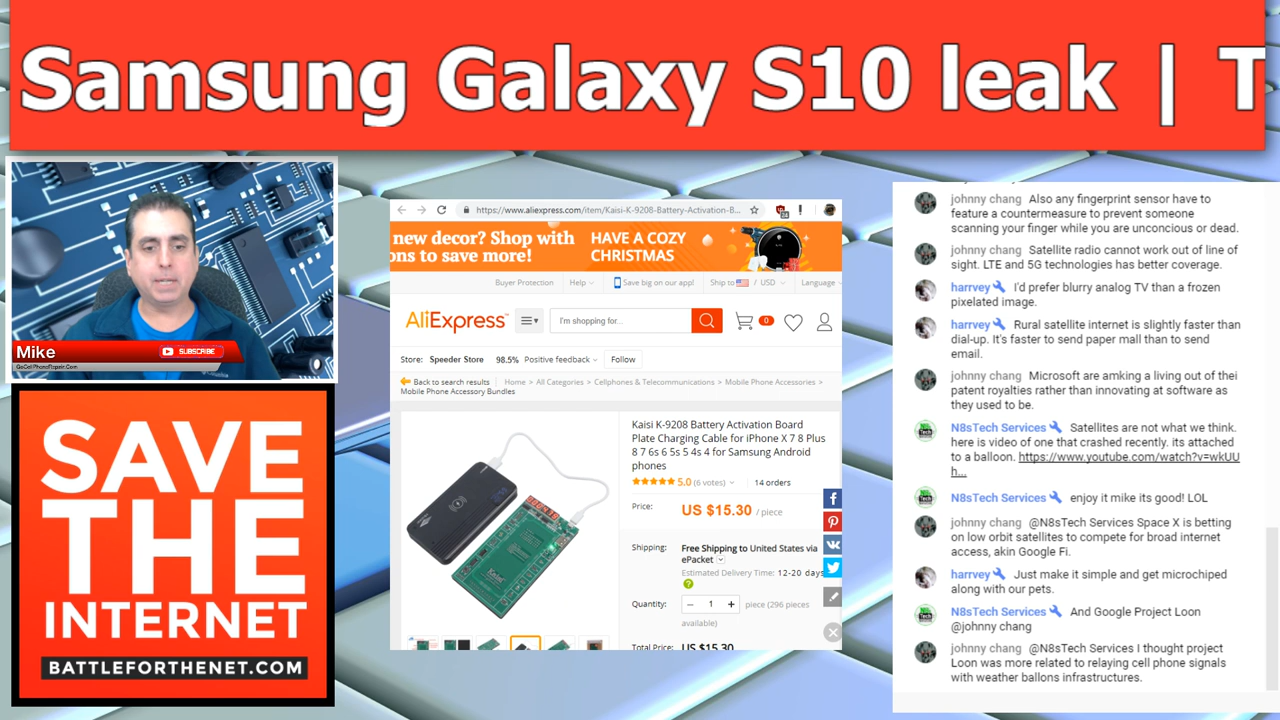 Samsung Galaxy S10 leak | T
Mike
SUBSCRIBE
GoCellPhoneRepair.Com
SAVE
THE
INTERNET
BATTLEFORTHENET.COM
https://www.aliexpress.com/item/Kaisi-K-9208-Battery-Activation-B...
new decor? Shop with
ons to save more!
HAVE A COZY
CHRISTMAS
Buyer Protection Help Save big on our app! Ship to / USD Language
AliExpress I'm shopping for... 0
Store: Speeder Store 98.5% Positive feedback Follow
Back to search results Home > All Categories > Cellphones & Telecommunications > Mobile Phone Accessories >
Mobile Phone Accessory Bundles
Kaisi K-9208 Battery Activation Board
Plate Charging Cable for iPhone X 7 8 Plus
8 7 6s 6 5s 5 4s 4 for Samsung Android
phones
5.0 (6 votes) 14 orders
Price: US $15.30 / piece
Shipping: Free Shipping to United States via
ePacket
Estimated Delivery Time: 12-20 days
Quantity: – 1 + piece (296 pieces
available)
Total Price: US $15.30
johnny chang Also any fingerprint sensor have to
feature a countermeasure to prevent someone
scanning your finger while you are unconcious or dead.
johnny chang Satellite radio cannot work out of line of
sight. LTE and 5G technologies has better coverage.
harvey I'd prefer blurry analog TV than a frozen
pixelated image.
harvey Rural satellite internet is slightly faster than
dial-up. It's faster to send paper mall than to send
email.
johnny chang Microsoft are amking a living out of thei
patent royalties rather than innovating at software as
they used to be.
N8sTech Services Satellites are not what we think.
here is video of one that crashed recently. its attached
to a balloon. https://www.youtube.com/watch?v=wkUU
h...
N8sTech Services enjoy it mike its good! LOL
johnny chang @N8sTech Services Space X is betting
on low orbit satellites to compete for broad internet
access, akin Google Fi.
harvey Just make it simple and get microchiped
along with our pets.
N8sTech Services And Google Project Loon
@johnny chang
johnny chang @N8sTech Services I thought project
Loon was more related to relaying cell phone signals
with weather ballons infrastructures.